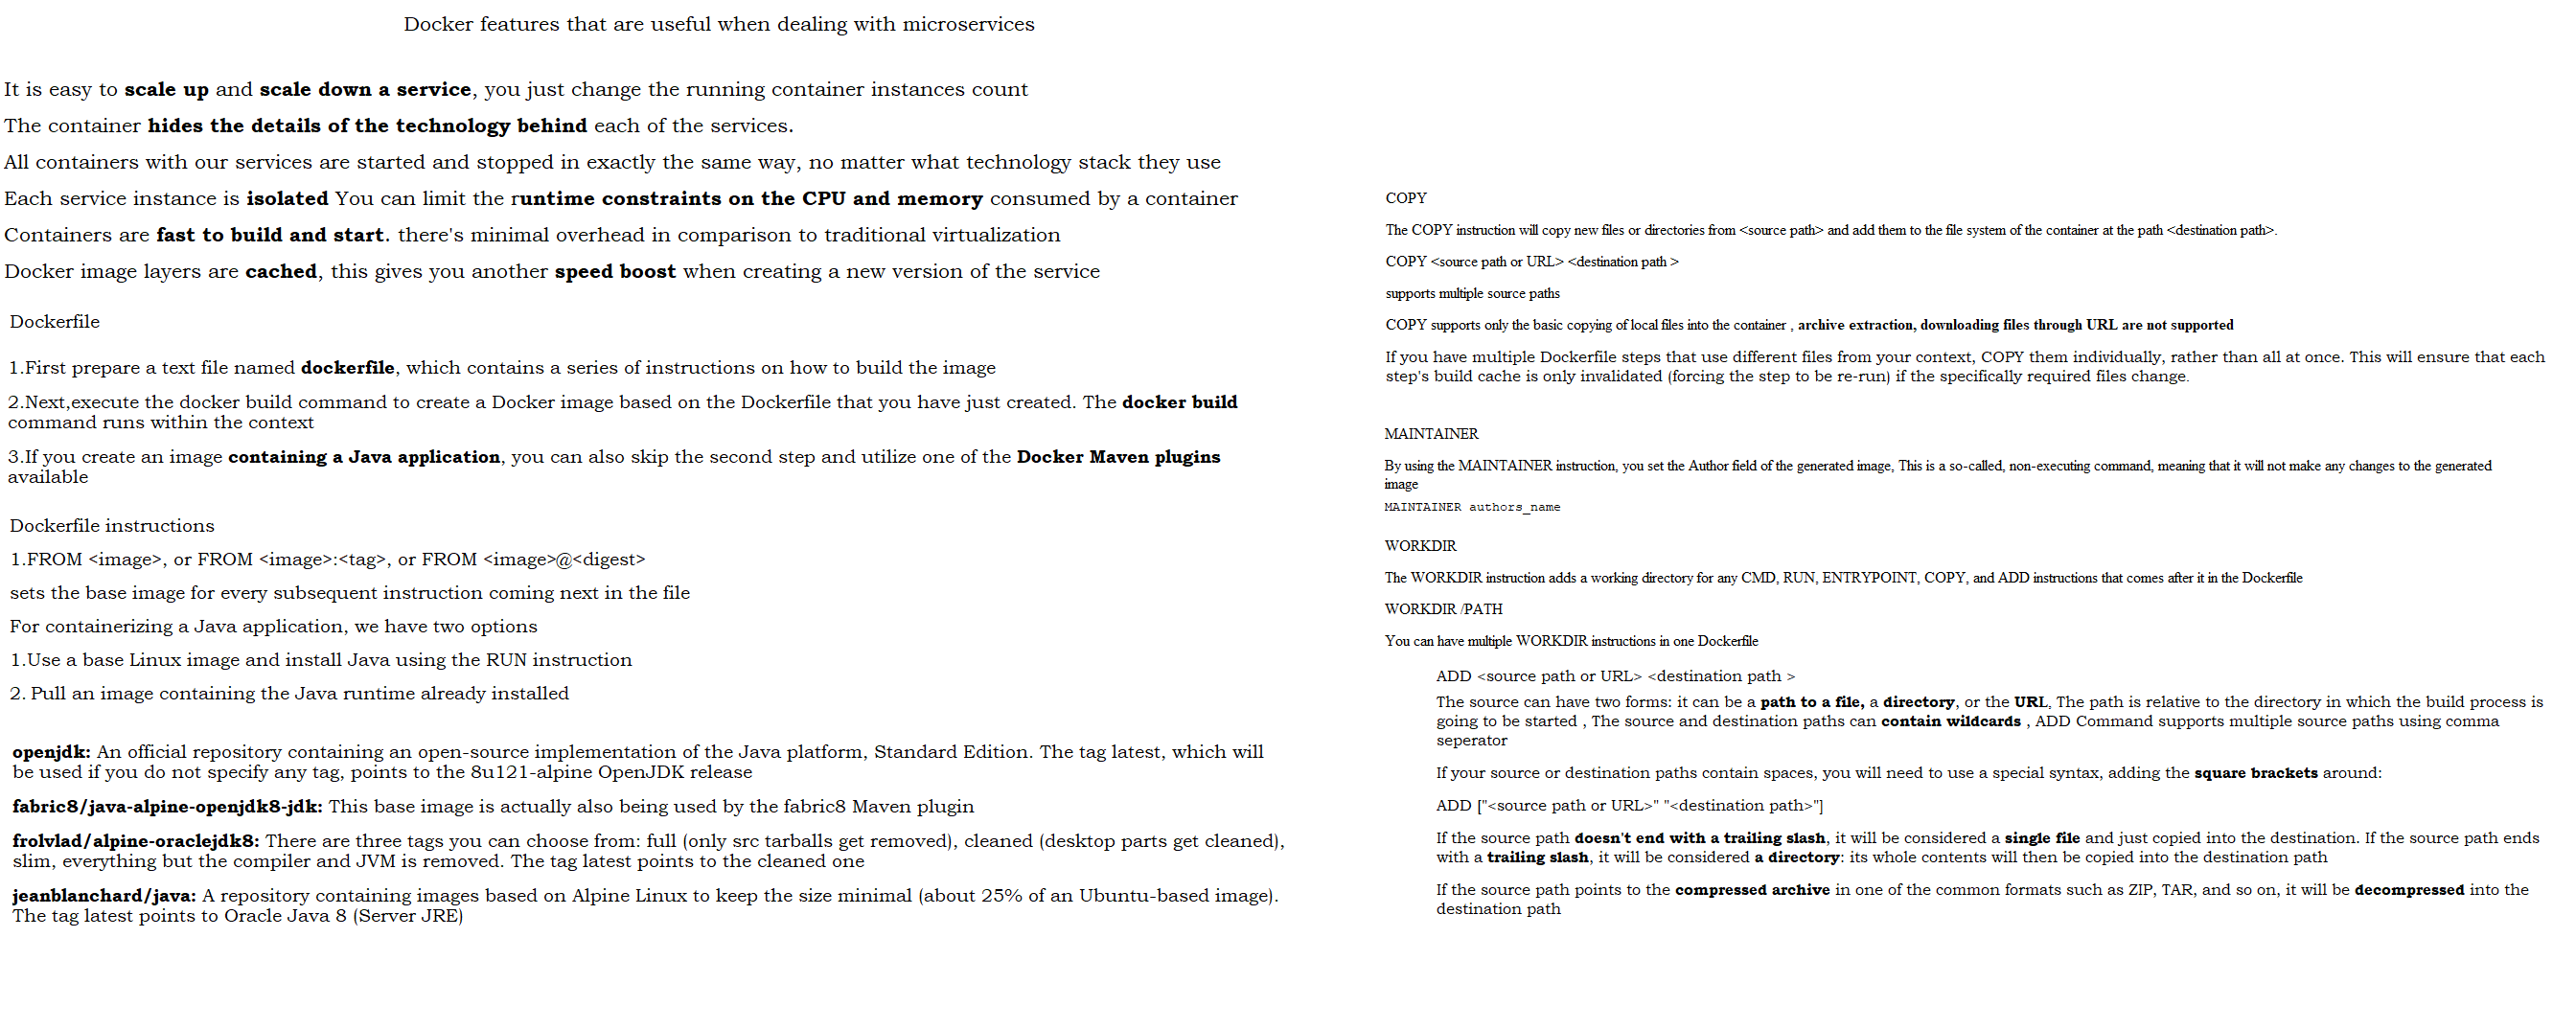 Docker features that are useful when dealing with microservices
It is easy to scale up and scale down a service, you just change the running container instances count
The container hides the details of the technology behind each of the services.
All containers with our services are started and stopped in exactly the same way, no matter what technology stack they use
Each service instance is isolated You can limit the runtime constraints on the CPU and memory consumed by a container
Containers are fast to build and start. there's minimal overhead in comparison to traditional virtualization
Docker image layers are cached, this gives you another speed boost when creating a new version of the service
Dockerfile
1.First prepare a text file named dockerfile, which contains a series of instructions on how to build the image
2.Next,execute the docker build command to create a Docker image based on the Dockerfile that you have just created. The docker build
command runs within the context
3.If you create an image containing a Java application, you can also skip the second step and utilize one of the Docker Maven plugins
available
Dockerfile instructions
1.FROM <image>, or FROM <image>:<tag>, or FROM <image>@<digest>
sets the base image for every subsequent instruction coming next in the file
For containerizing a Java application, we have two options
1.Use a base Linux image and install Java using the RUN instruction
2. Pull an image containing the Java runtime already installed
openjdk: An official repository containing an open-source implementation of the Java platform, Standard Edition. The tag latest, which will
be used if you do not specify any tag, points to the 8u121-alpine OpenJDK release
fabric8/java-alpine-openjdk8-jdk: This base image is actually also being used by the fabric8 Maven plugin
frolvlad/alpine-oraclejdk8: There are three tags you can choose from: full (only src tarballs get removed), cleaned (desktop parts get cleaned),
slim, everything but the compiler and JVM is removed. The tag latest points to the cleaned one
jeanblanchard/java: A repository containing images based on Alpine Linux to keep the size minimal (about 25% of an Ubuntu-based image).
The tag latest points to Oracle Java 8 (Server JRE)
COPY
The COPY instruction will copy new files or directories from <source path> and add them to the file system of the container at the path <destination path>.
COPY <source path or URL> <destination path >
supports multiple source paths
COPY supports only the basic copying of local files into the container , archive extraction, downloading files through URL are not supported
If you have multiple Dockerfile steps that use different files from your context, COPY them individually, rather than all at once. This will ensure that each
step's build cache is only invalidated (forcing the step to be re-run) if the specifically required files change.
MAINTAINER
By using the MAINTAINER instruction, you set the Author field of the generated image, This is a so-called, non-executing command, meaning that it will not make any changes to the generated
image
MAINTAINER authors_name
WORKDIR
The WORKDIR instruction adds a working directory for any CMD, RUN, ENTRYPOINT, COPY, and ADD instructions that comes after it in the Dockerfile
WORKDIR /PATH
You can have multiple WORKDIR instructions in one Dockerfile
ADD <source path or URL> <destination path >
The source can have two forms: it can be a path to a file, a directory, or the URL. The path is relative to the directory in which the build process is
going to be started , The source and destination paths can contain wildcards , ADD Command supports multiple source paths using comma
seperator
If your source or destination paths contain spaces, you will need to use a special syntax, adding the square brackets around:
ADD ["<source path or URL>" "<destination path>"]
If the source path doesn't end with a trailing slash, it will be considered a single file and just copied into the destination. If the source path ends
with a trailing slash, it will be considered a directory: its whole contents will then be copied into the destination path
If the source path points to the compressed archive in one of the common formats such as ZIP, TAR, and so on, it will be decompressed into the
destination path